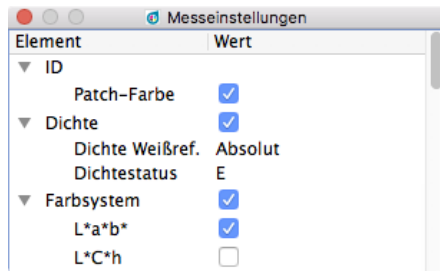 Messeinstellungen
Element Wert
ID
Patch-Farbe
Dichte
Dichte Weißref. Absolut
Dichtestatus E
Farbsystem
L*a*b*
L*C*h